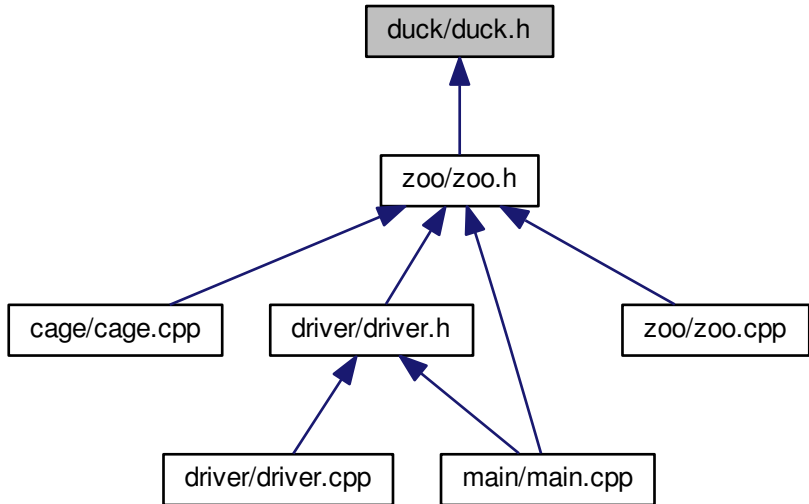 duck/duck.h
zoo/zoo.h
cage/cage.cpp
driver/driver.h
zoo/zoo.cpp
driver/driver.cpp
main/main.cpp